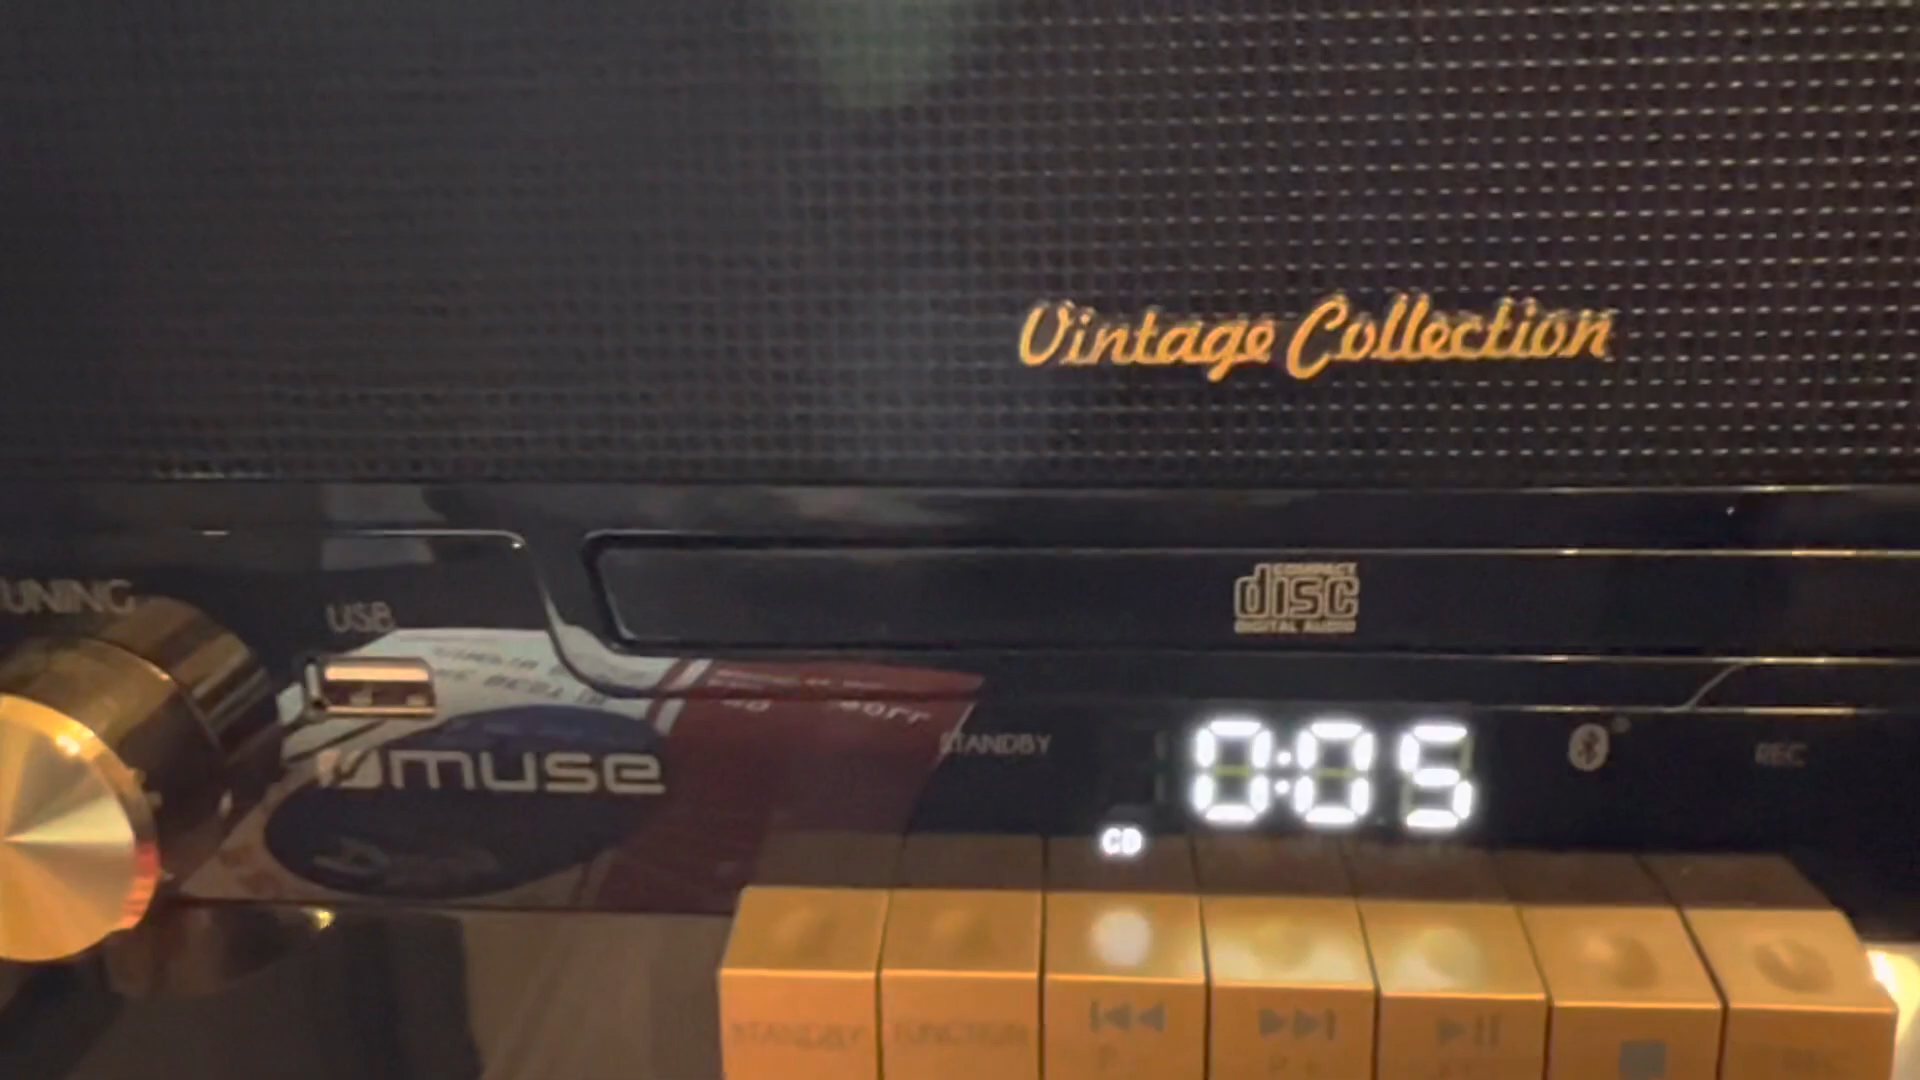 Vintage Collection
COMPACT
disc
DIGITAL AUDIO
TUNING
USB
STANDBY
0:05
REC
muse
CD
STANDBY
FUNCTION